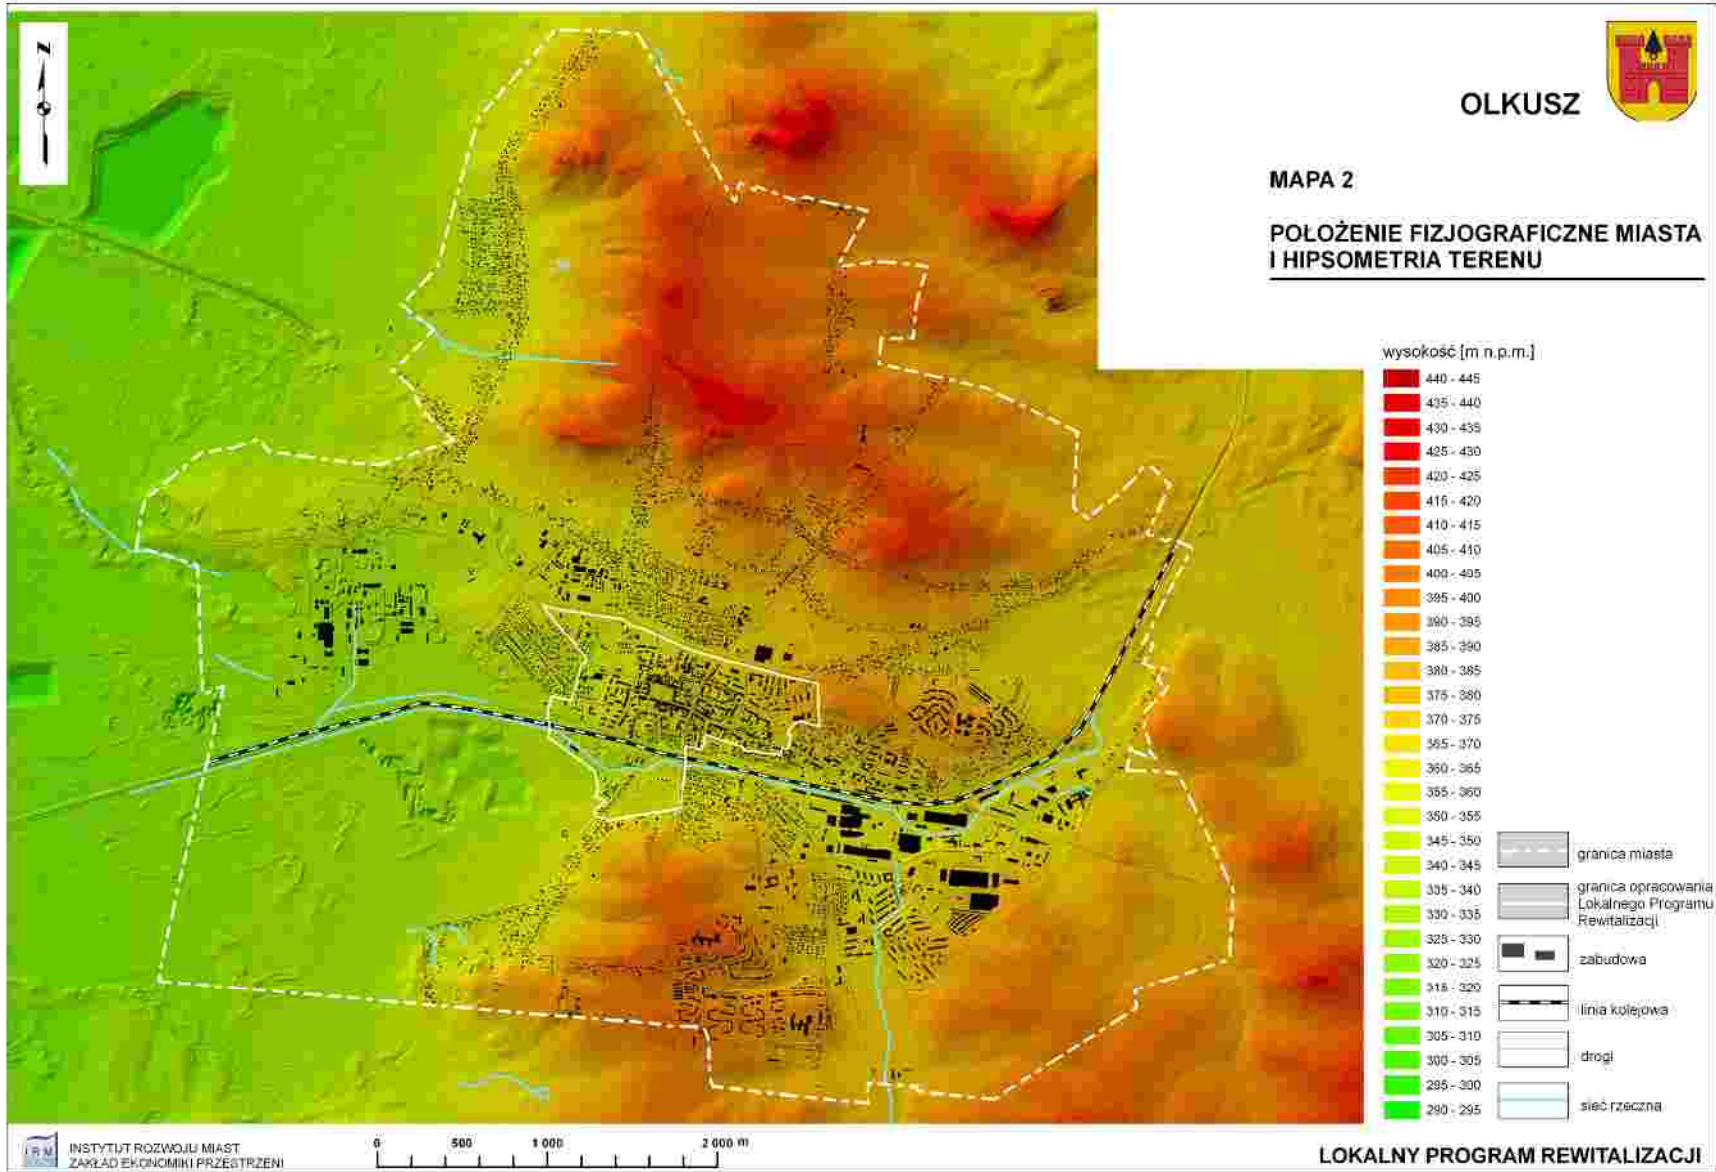 N
OLKUSZ
MAPA 2
POŁOŻENIE FIZJOGRAFICZNE MIASTA
I HIPSOMETRIA TERENU
wysokość [m n.p.m.]
440 - 445
435 - 440
430 - 435
425 - 430
420 - 425
415 - 420
410 - 415
405 - 410
400 - 405
395 - 400
390 - 395
385 - 390
380 - 385
375 - 380
370 - 375
365 - 370
360 - 365
355 - 360
350 - 355
345 - 350
340 - 345
335 - 340
330 - 335
325 - 330
320 - 325
315 - 320
310 - 315
305 - 310
300 - 305
295 - 300
290 - 295
granica miasta
granica opracowania
Lokalnego Programu
Rewitalizacji
zabudowa
linia kolejowa
drogi
sieć rzeczna
IRM
INSTYTUT ROZWOJU MIAST
ZAKŁAD EKONOMIKI PRZESTRZENI
0 500 1 000 2 000 m
LOKALNY PROGRAM REWITALIZACJI